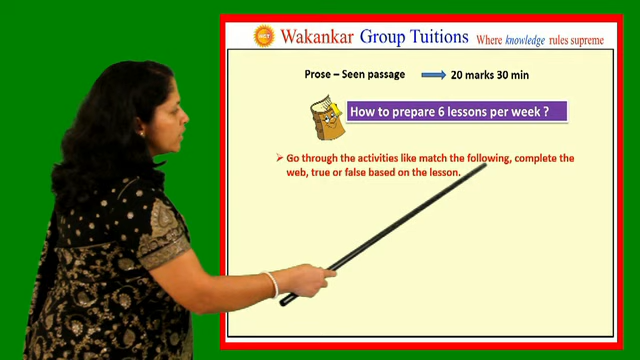 Wakankar Group Tuitions Where knowledge rules supreme
Prose – Seen passage 20 marks 30 min
How to prepare 6 lessons per week ?
Go through the activities like match the following, complete the
web, true or false based on the lesson.